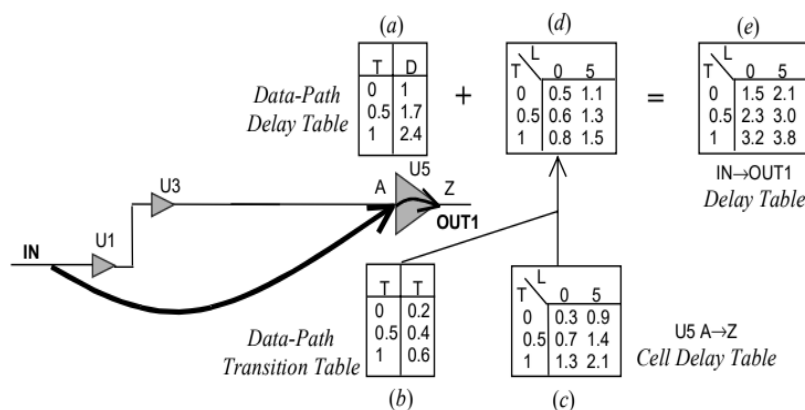 (a)
T D
0 1
0.5 1.7
1 2.4
Data-Path
Delay Table
+
(d)
L
T 0 5
0 0.5 1.1
0.5 0.6 1.3
1 0.8 1.5
=
(e)
L
T 0 5
0 1.5 2.1
0.5 2.3 3.0
1 3.2 3.8
IN→OUT1
Delay Table
U5
A Z
OUT1
U3
U1
IN
Data-Path
Transition Table
T T
0 0.2
0.5 0.4
1 0.6
(b)
L
T 0 5
0 0.3 0.9
0.5 0.7 1.4
1 1.3 2.1
(c)
U5 A→Z
Cell Delay Table